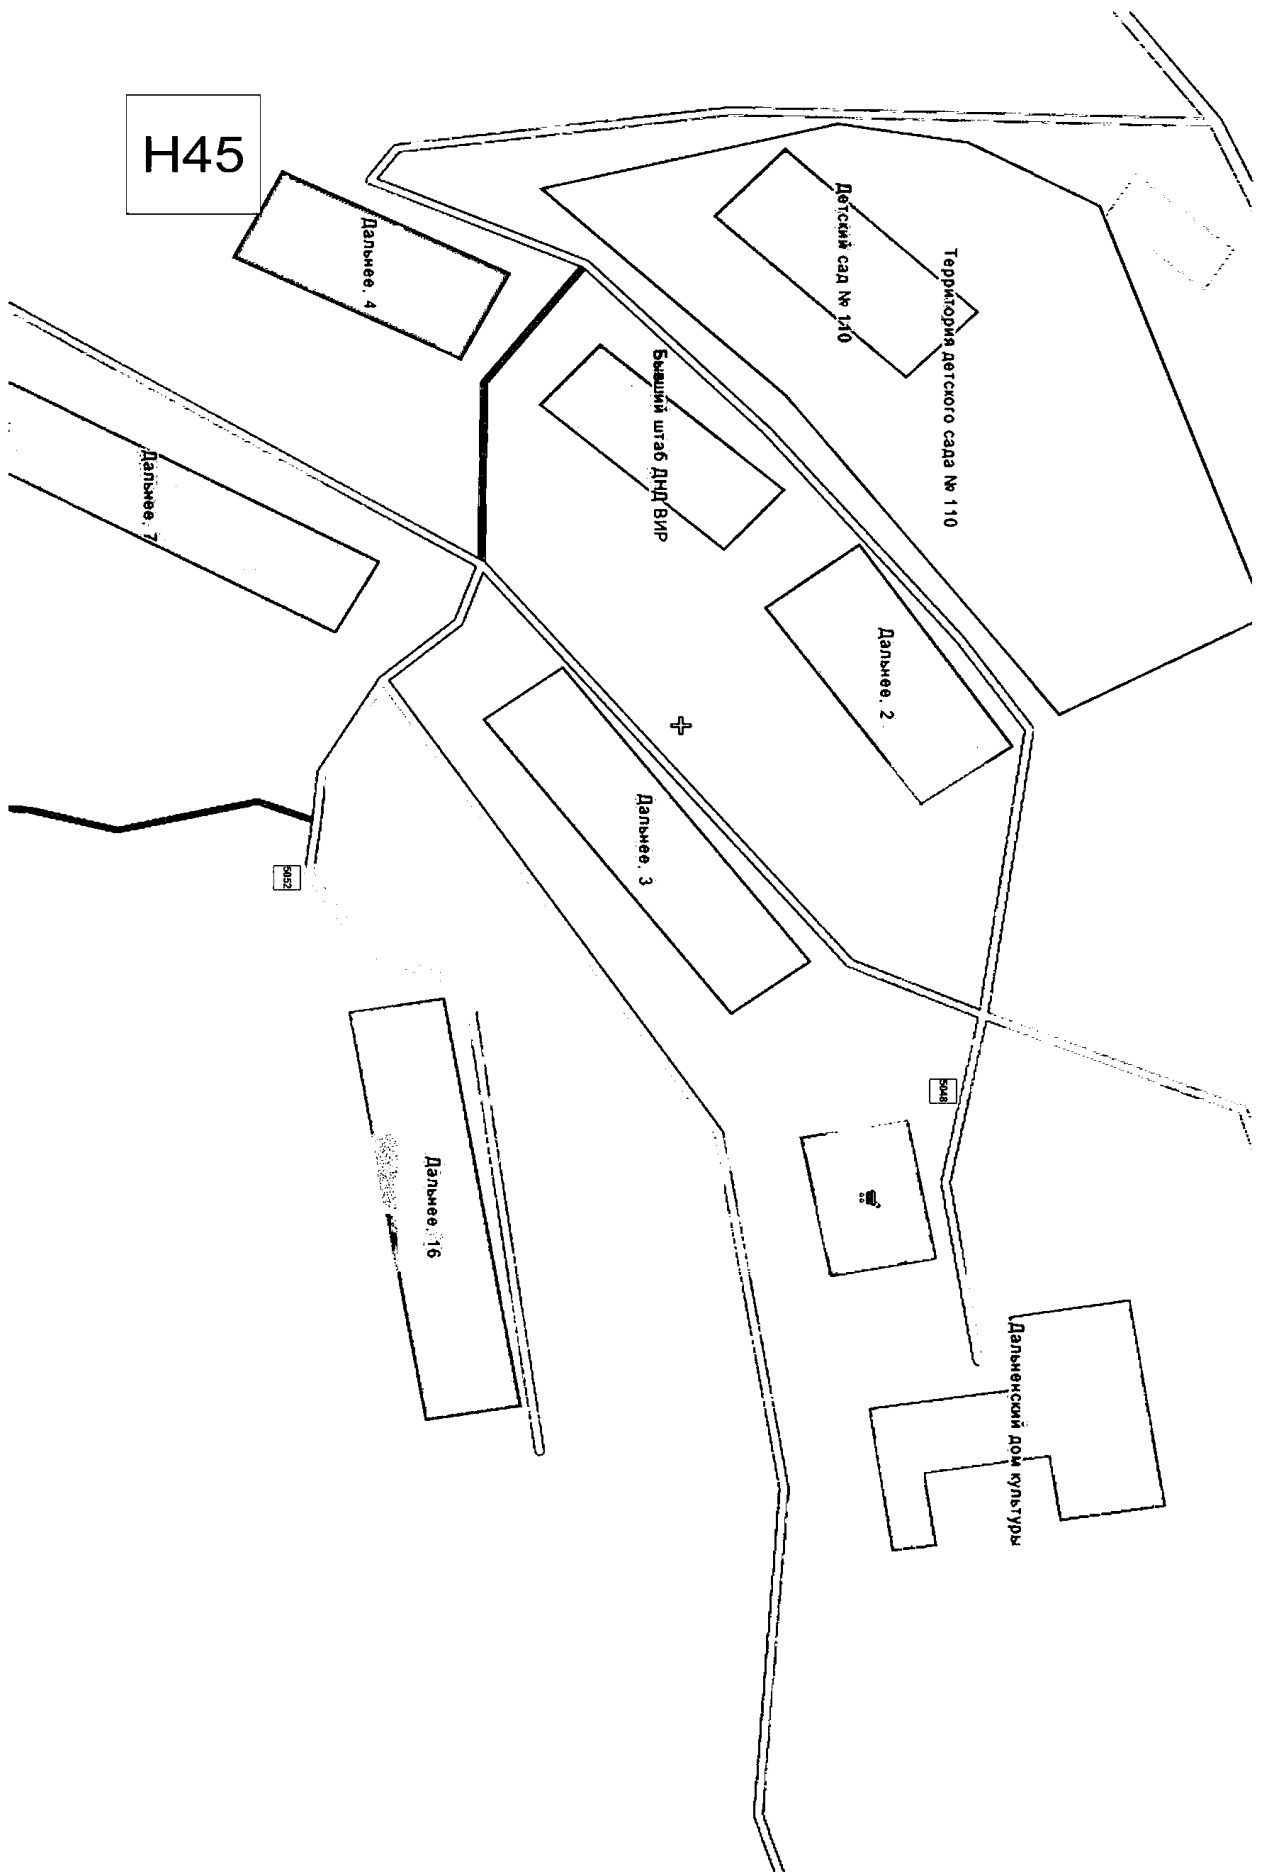 Н45
Территория детского сада № 110
Детский сад № 110
Дальнее, 4
Бывший штаб ДНД ВИР
Дальнее, 7
Дальнее, 2
Дальнее, 3
5052
5048
Дальнее, 16
Дальненский дом культуры